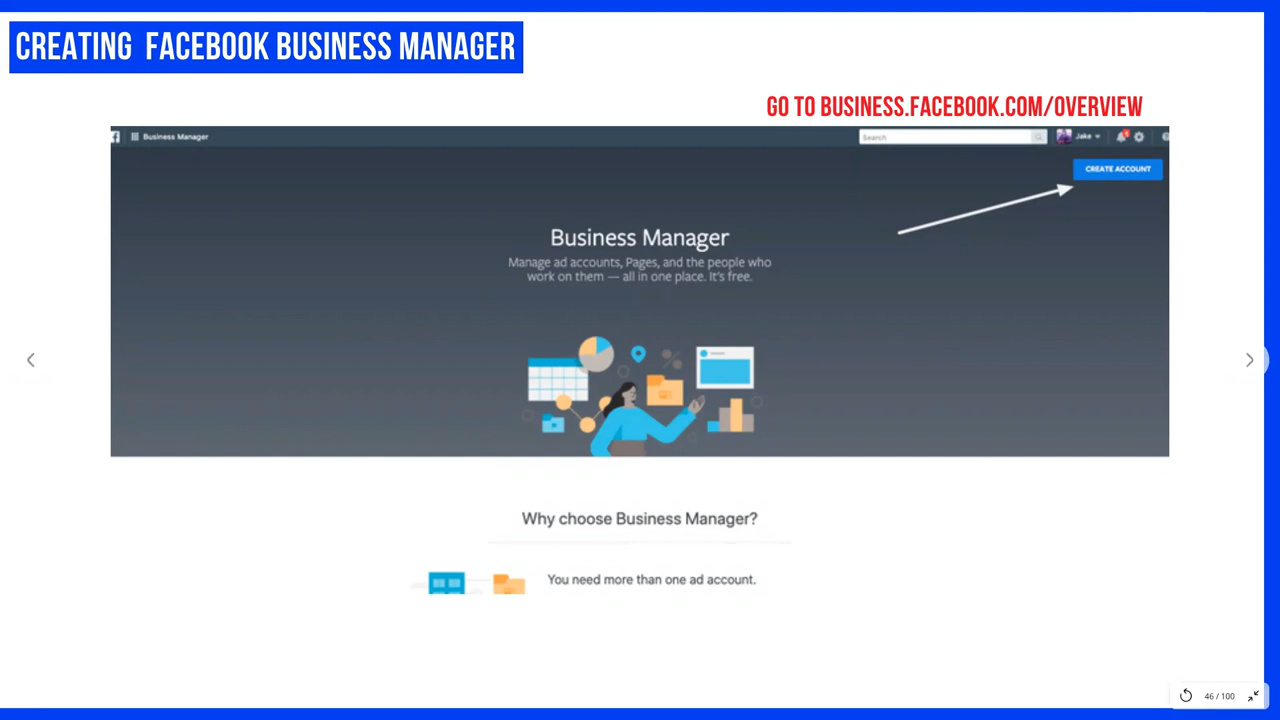 CREATING FACEBOOK BUSINESS MANAGER
GO TO BUSINESS.FACEBOOK.COM/OVERVIEW
Business Manager
Search
Jake
CREATE ACCOUNT
Business Manager
Manage ad accounts, Pages, and the people who
work on them — all in one place. It's free.
Why choose Business Manager?
You need more than one ad account.
46 / 100